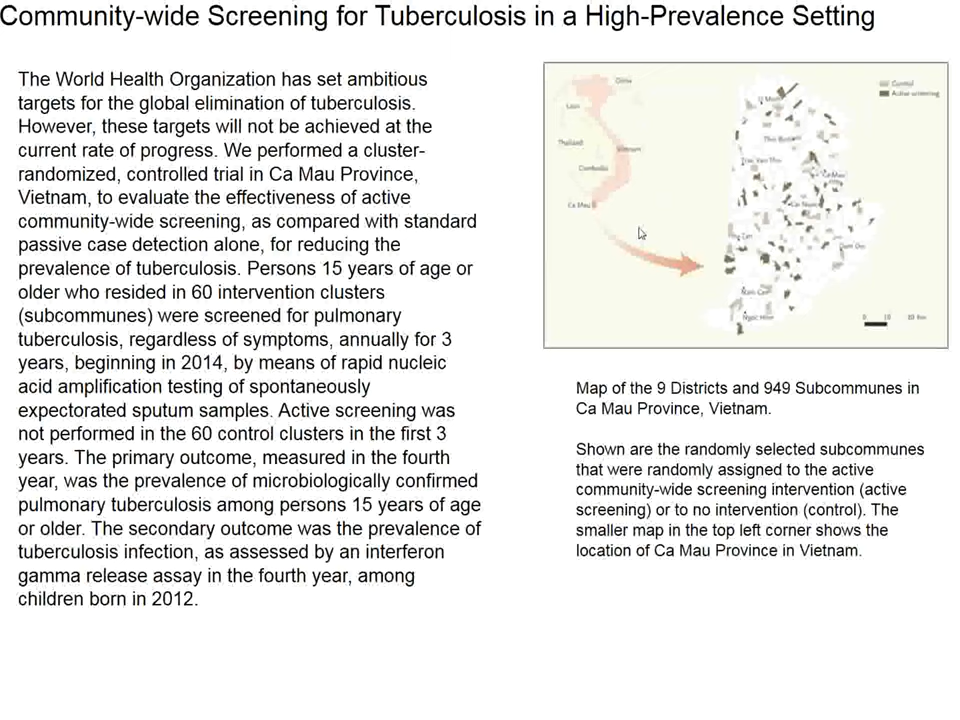 Community-wide Screening for Tuberculosis in a High-Prevalence Setting
The World Health Organization has set ambitious
targets for the global elimination of tuberculosis.
However, these targets will not be achieved at the
current rate of progress. We performed a cluster-
randomized, controlled trial in Ca Mau Province,
Vietnam, to evaluate the effectiveness of active
community-wide screening, as compared with standard
passive case detection alone, for reducing the
prevalence of tuberculosis. Persons 15 years of age or
older who resided in 60 intervention clusters
(subcommunes) were screened for pulmonary
tuberculosis, regardless of symptoms, annually for 3
years, beginning in 2014, by means of rapid nucleic
acid amplification testing of spontaneously
expectorated sputum samples. Active screening was
not performed in the 60 control clusters in the first 3
years. The primary outcome, measured in the fourth
year, was the prevalence of microbiologically confirmed
pulmonary tuberculosis among persons 15 years of age
or older. The secondary outcome was the prevalence of
tuberculosis infection, as assessed by an interferon
gamma release assay in the fourth year, among
children born in 2012.
China
Laos
Thailand
Vietnam
Cambodia
Ca Mau
Control
Active screening
U Minh
Ca Mau
Dam Doi
Nam Can
Ngoc Hien
0 10 20 km
Map of the 9 Districts and 949 Subcommunes in
Ca Mau Province, Vietnam.
Shown are the randomly selected subcommunes
that were randomly assigned to the active
community-wide screening intervention (active
screening) or to no intervention (control). The
smaller map in the top left corner shows the
location of Ca Mau Province in Vietnam.